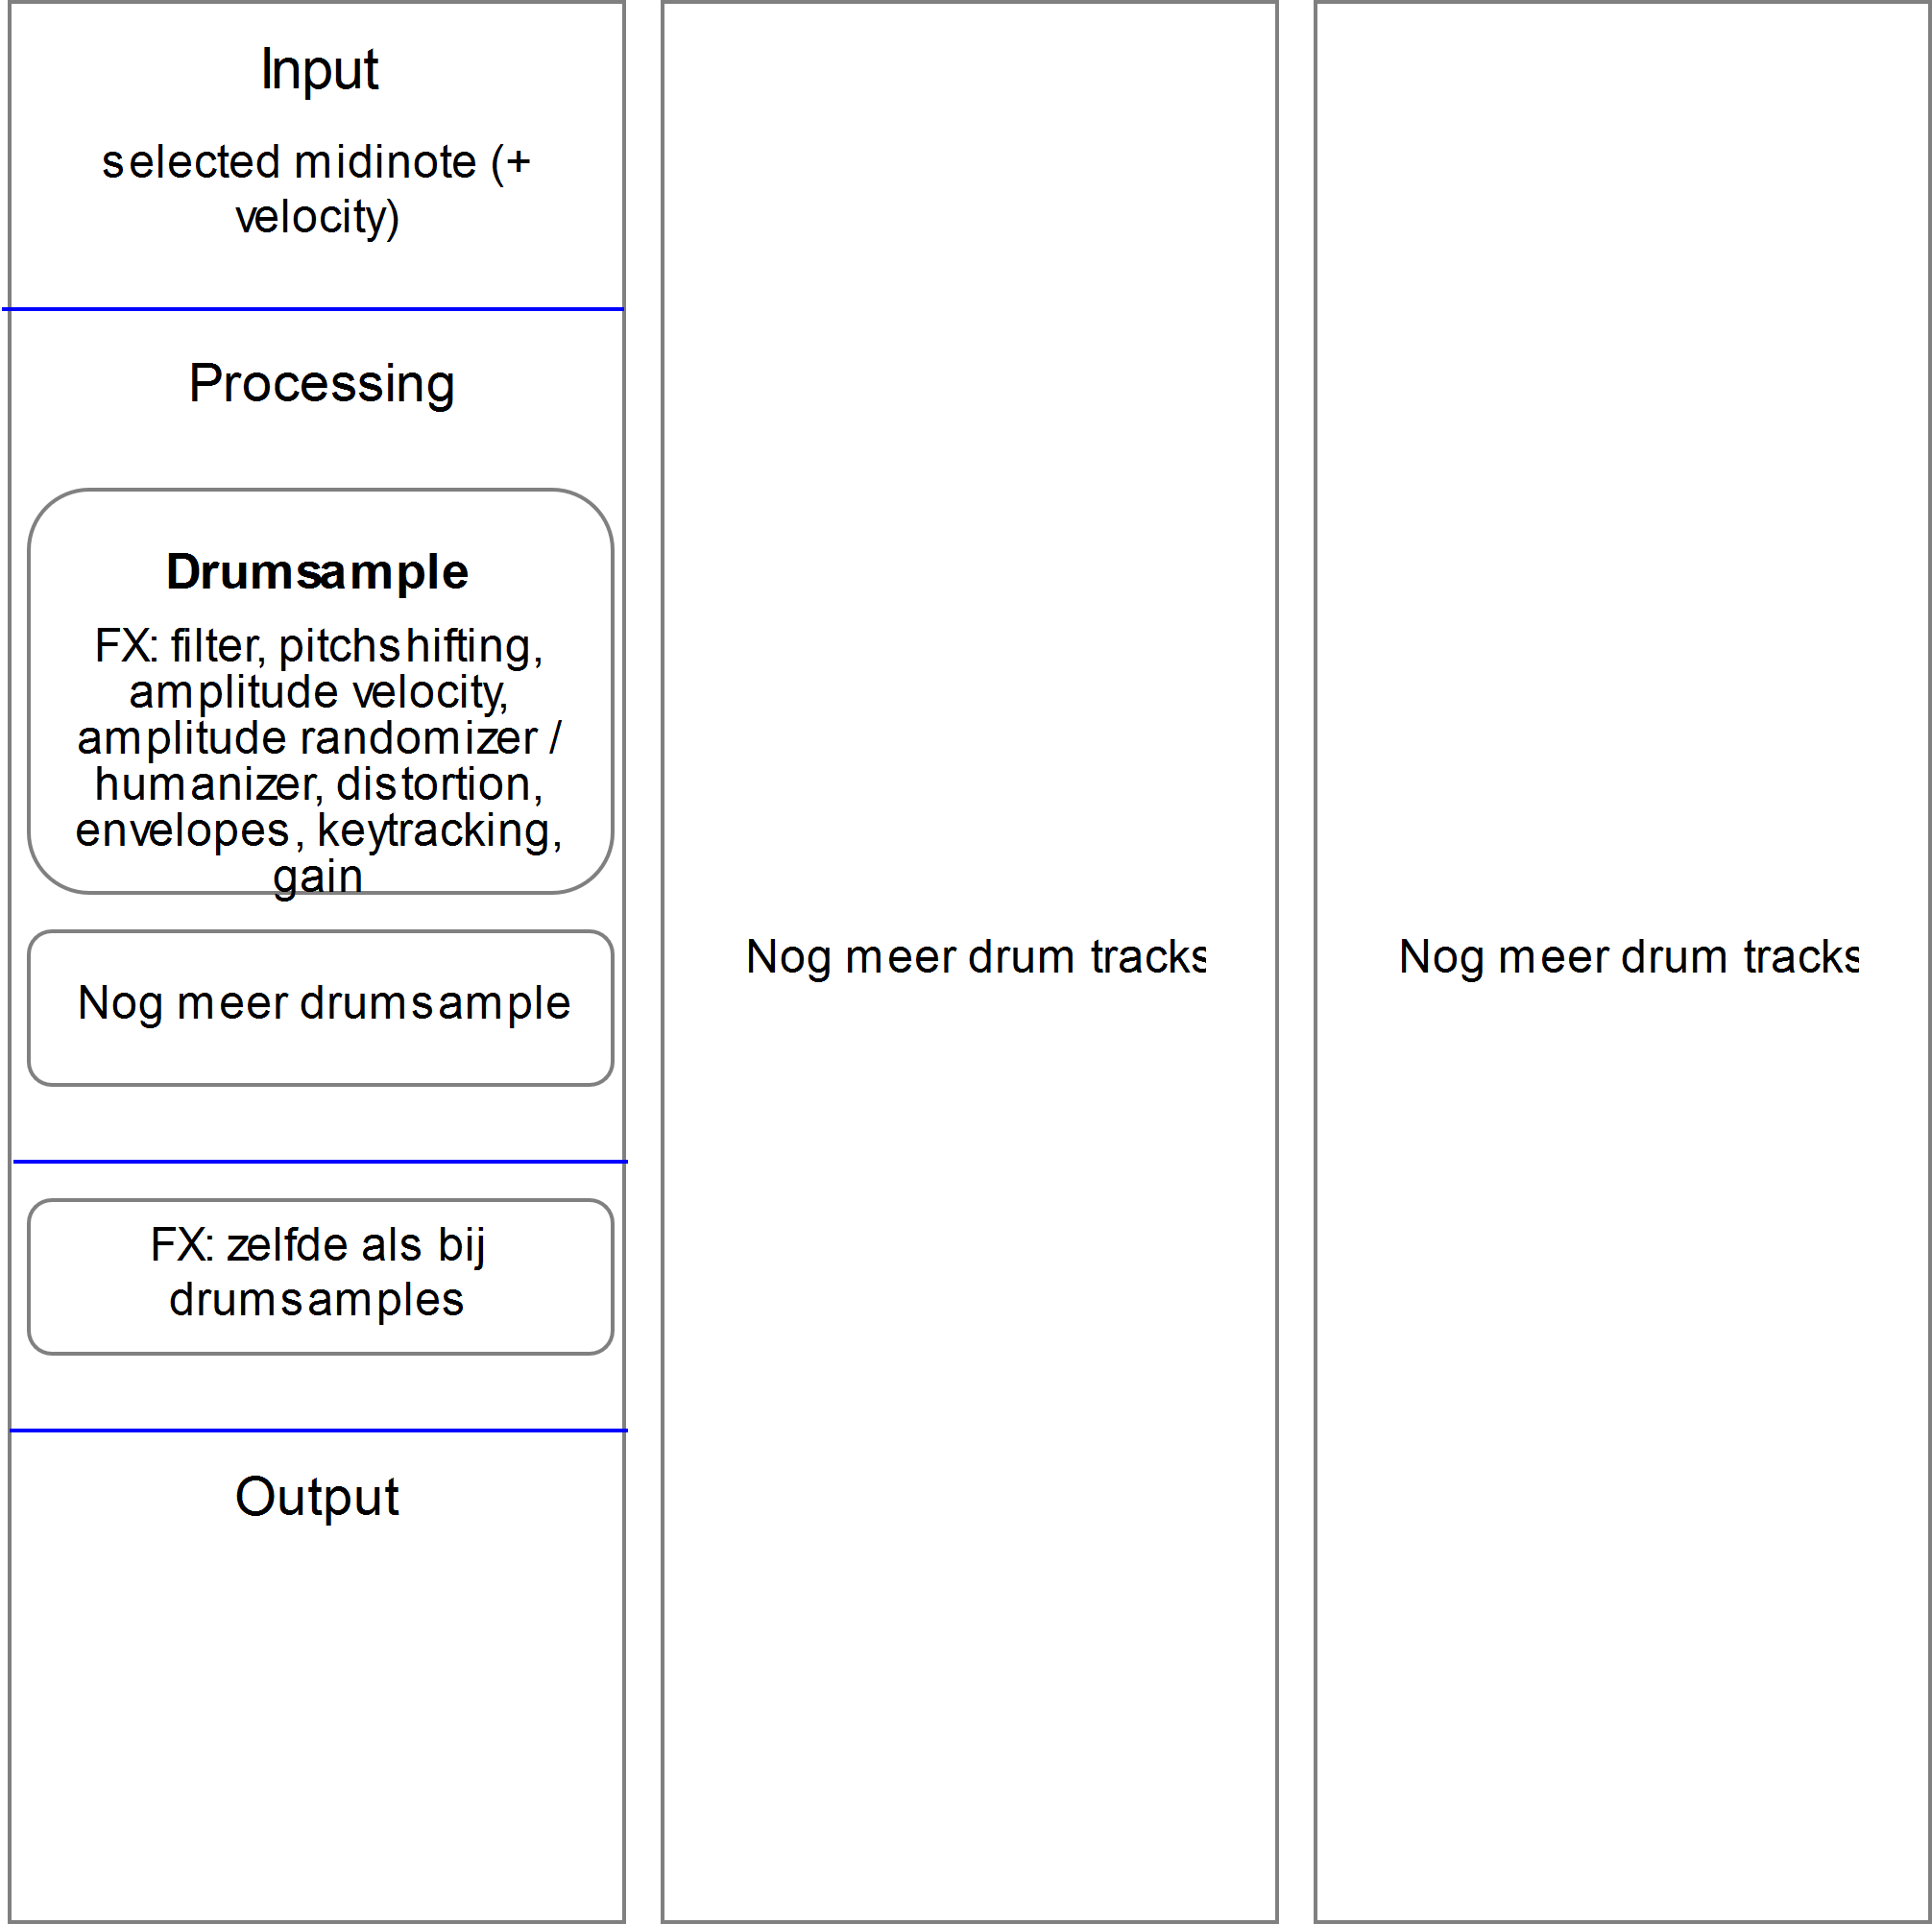 Input
selected midinote (+
velocity)
Processing
Drumsample
FX: filter, pitchshifting,
amplitude velocity,
amplitude randomizer /
humanizer, distortion,
envelopes, keytracking,
gain
Nog meer drumsample
FX: zelfde als bij
drumsamples
Output
Nog meer drum tracks
Nog meer drum tracks